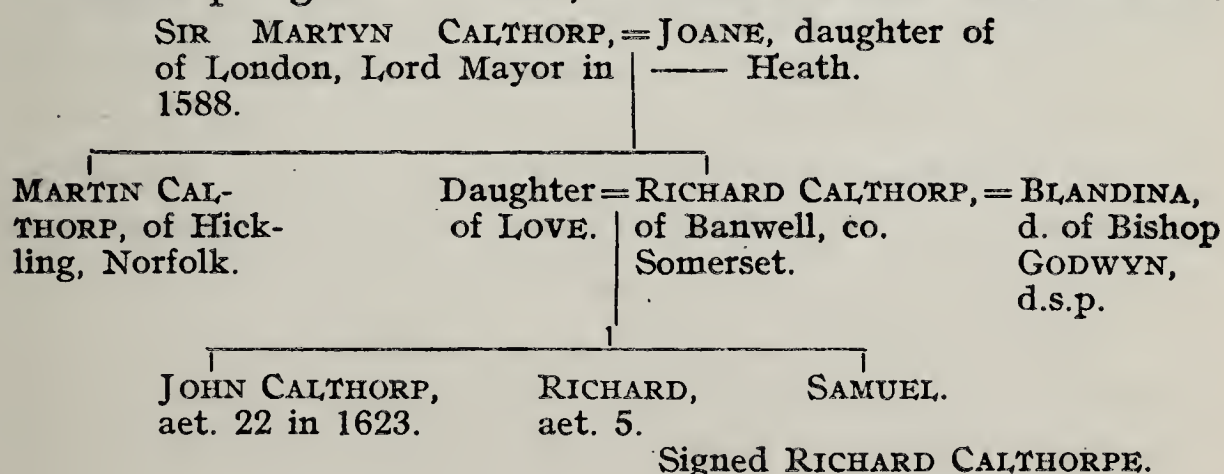 SIR MARTYN CALTHORP, = JOANE, daughter of
of London, Lord Mayor in —— Heath.
1588.
MARTIN CAL-
THORP, of Hick-
ling, Norfolk.
Daughter = RICHARD CALTHORP, = BLANDINA,
of LOVE. of Banwell, co. d. of Bishop
Somerset. GODWYN,
d.s.p.
JOHN CALTHORP, RICHARD, SAMUEL.
aet. 22 in 1623. aet. 5.
Signed RICHARD CALTHORPE.